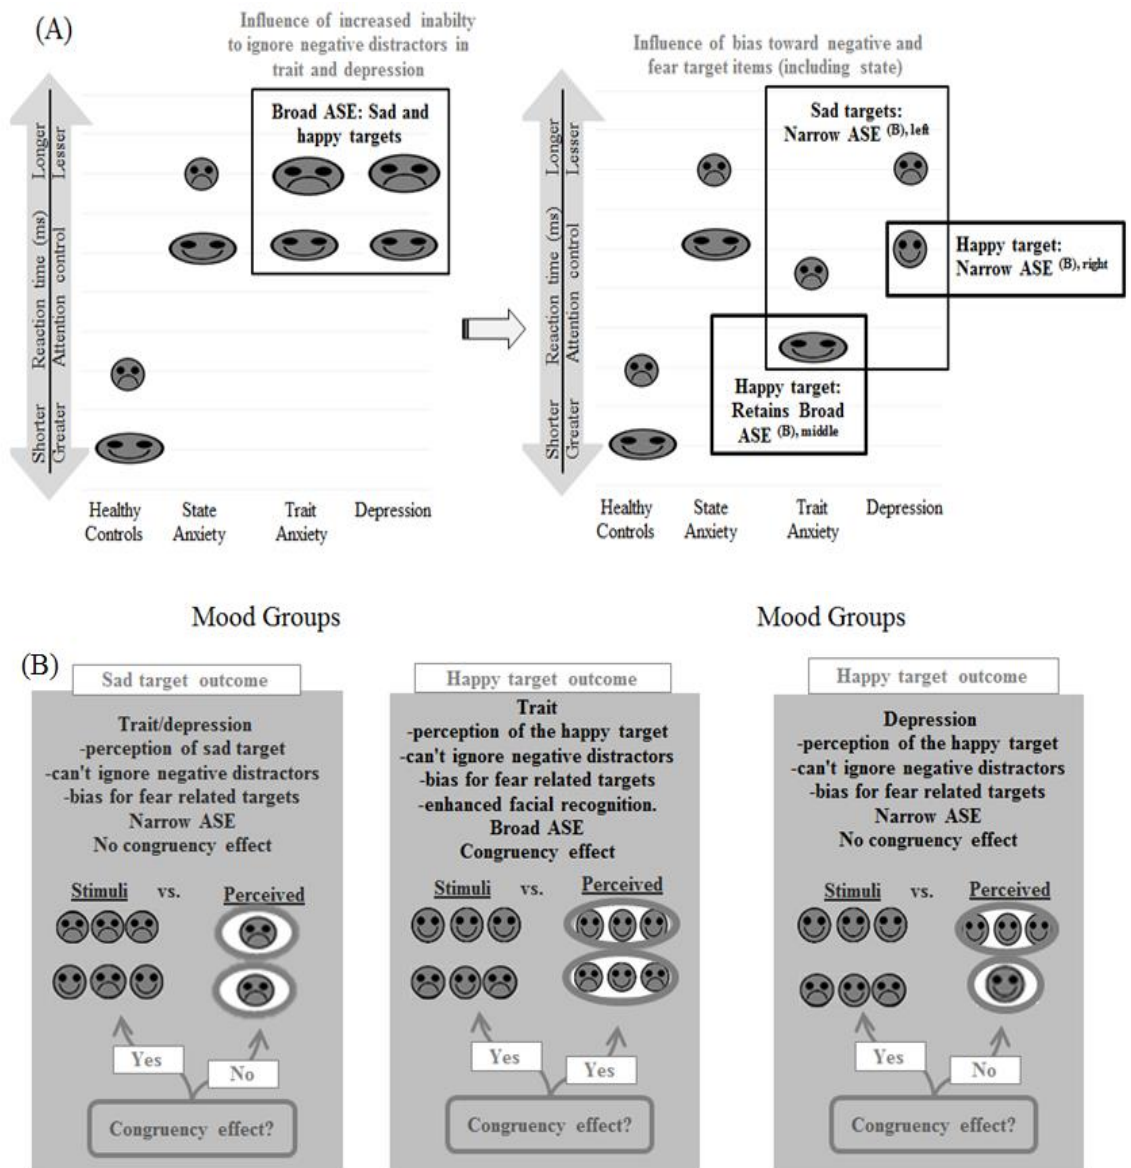 (A)
Influence of increased inabilty
to ignore negative distractors in
trait and depression
Broad ASE: Sad and
happy targets
Longer
Lesser
Reaction time (ms)
Attention control
Shorter
Greater
Healthy
Controls
State
Anxiety
Trait
Anxiety
Depression
Mood Groups
Influence of bias toward negative and
fear target items (including state)
Sad targets:
Narrow ASE (B), left
Happy target:
Narrow ASE (B), right
Happy target:
Retains Broad
ASE (B), middle
Longer
Lesser
Reaction time (ms)
Attention control
Shorter
Greater
Healthy
Controls
State
Anxiety
Trait
Anxiety
Depression
Mood Groups
(B)
Sad target outcome
Trait/depression
-perception of sad target
-can't ignore negative distractors
-bias for fear related targets
Narrow ASE
No congruency effect
Stimuli vs. Perceived
Yes
No
Congruency effect?
Happy target outcome
Trait
-perception of the happy target
-can't ignore negative distractors
-bias for fear related targets
-enhanced facial recognition.
Broad ASE
Congruency effect
Stimuli vs. Perceived
Yes
Yes
Congruency effect?
Happy target outcome
Depression
-perception of the happy target
-can't ignore negative distractors
-bias for fear related targets
Narrow ASE
No congruency effect
Stimuli vs. Perceived
Yes
No
Congruency effect?